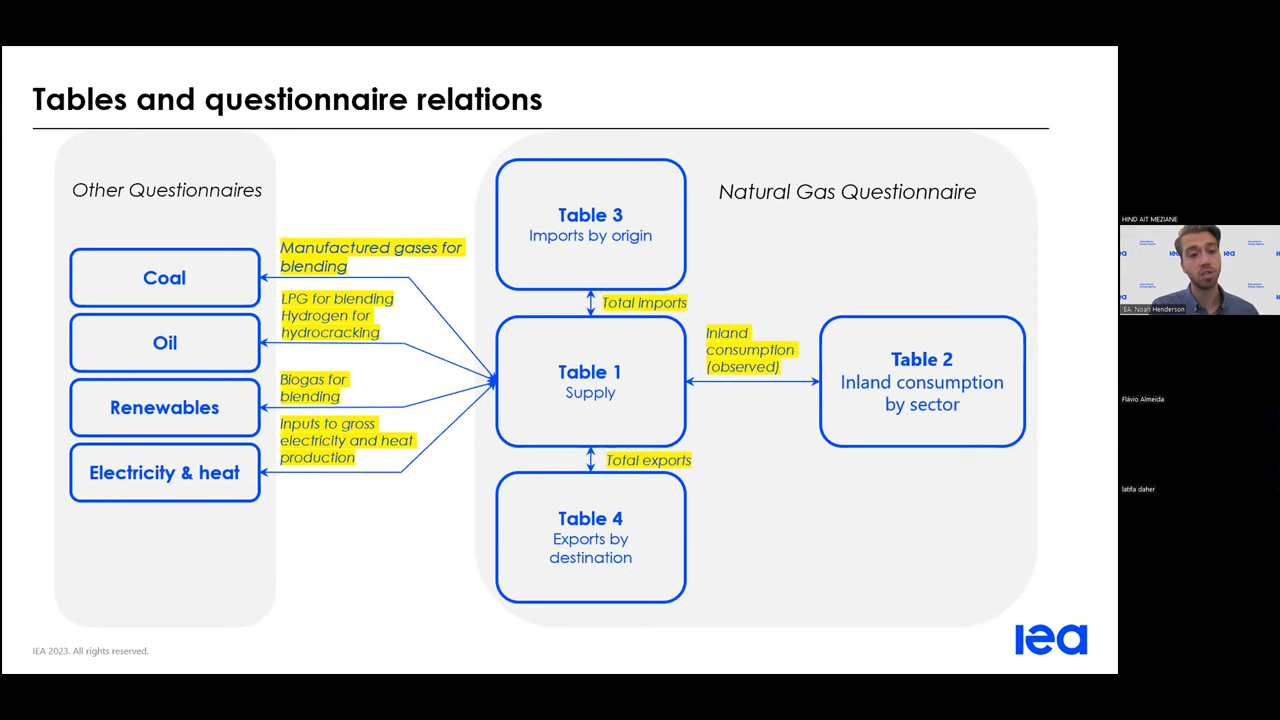 Tables and questionnaire relations
Other Questionnaires
Coal
Oil
Renewables
Electricity & heat
Manufactured gases for
blending
LPG for blending
Hydrogen for
hydrocracking
Biogas for
blending
Inputs to gross
electricity and heat
production
Natural Gas Questionnaire
Table 3
Imports by origin
Total imports
Table 1
Supply
Inland
consumption
(observed)
Table 2
Inland consumption
by sector
Total exports
Table 4
Exports by
destination
IEA 2023. All rights reserved.
iea
HIND AIT MEZIANE
IEA: Noah Henderson
Flávio Almeida
latifa daher